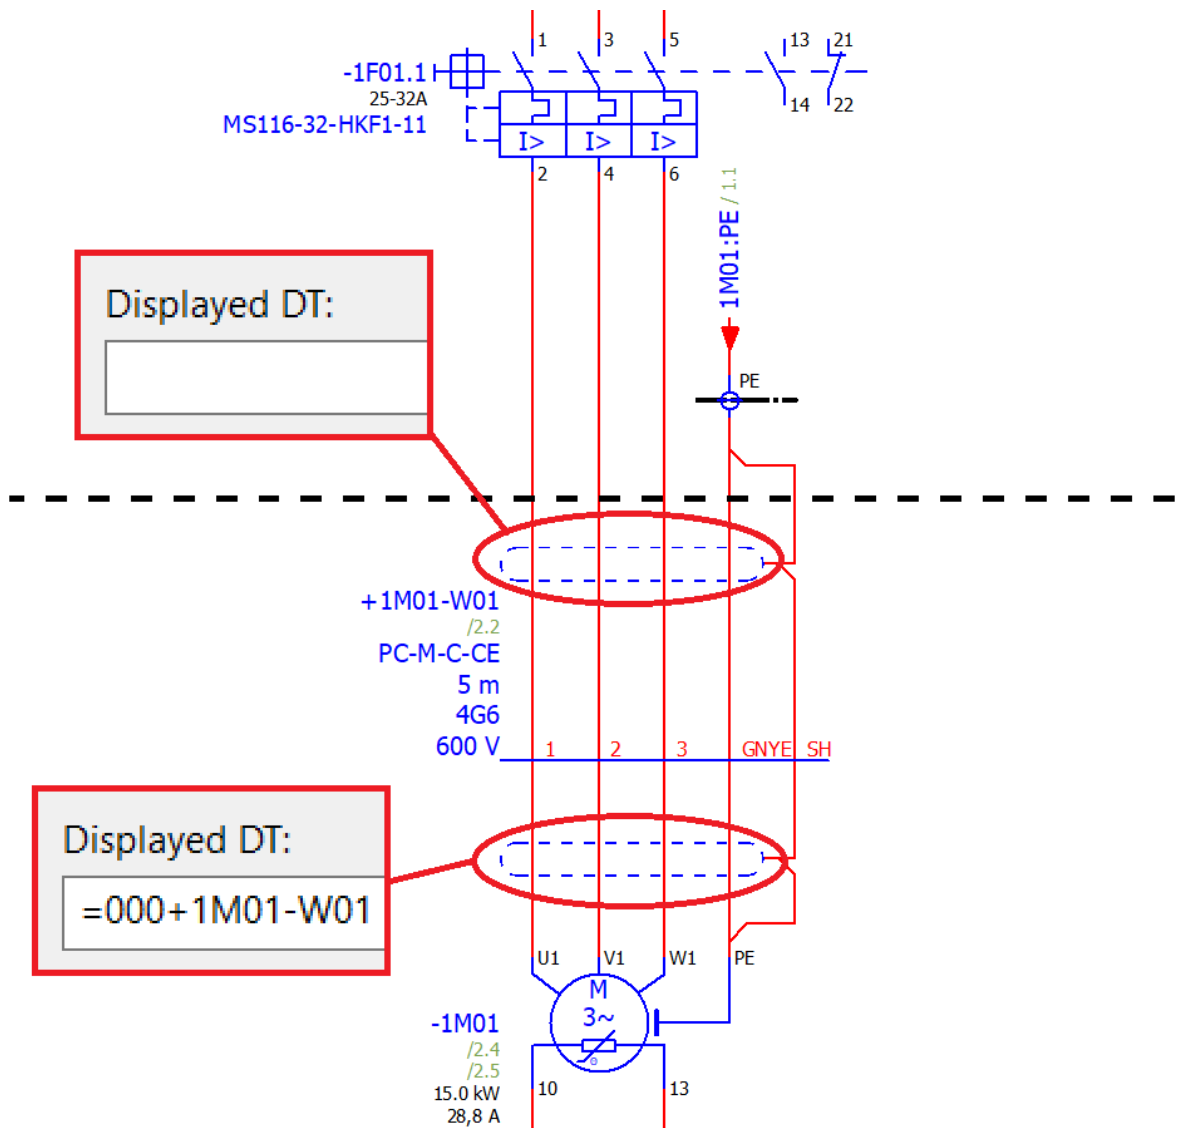 1 3 5 13 21
-1F01.1
25-32A
MS116-32-HKF1-11
14 22
I> I> I>
2 4 6
1M01:PE / 1.1
Displayed DT:
PE
+1M01-W01
/2.2
PC-M-C-CE
5 m
4G6
600 V
1 2 3 GNYE SH
Displayed DT:
=000+1M01-W01
U1 V1 W1 PE
M
3~
-1M01
/2.4
/2.5
15.0 kW
28,8 A
10 13